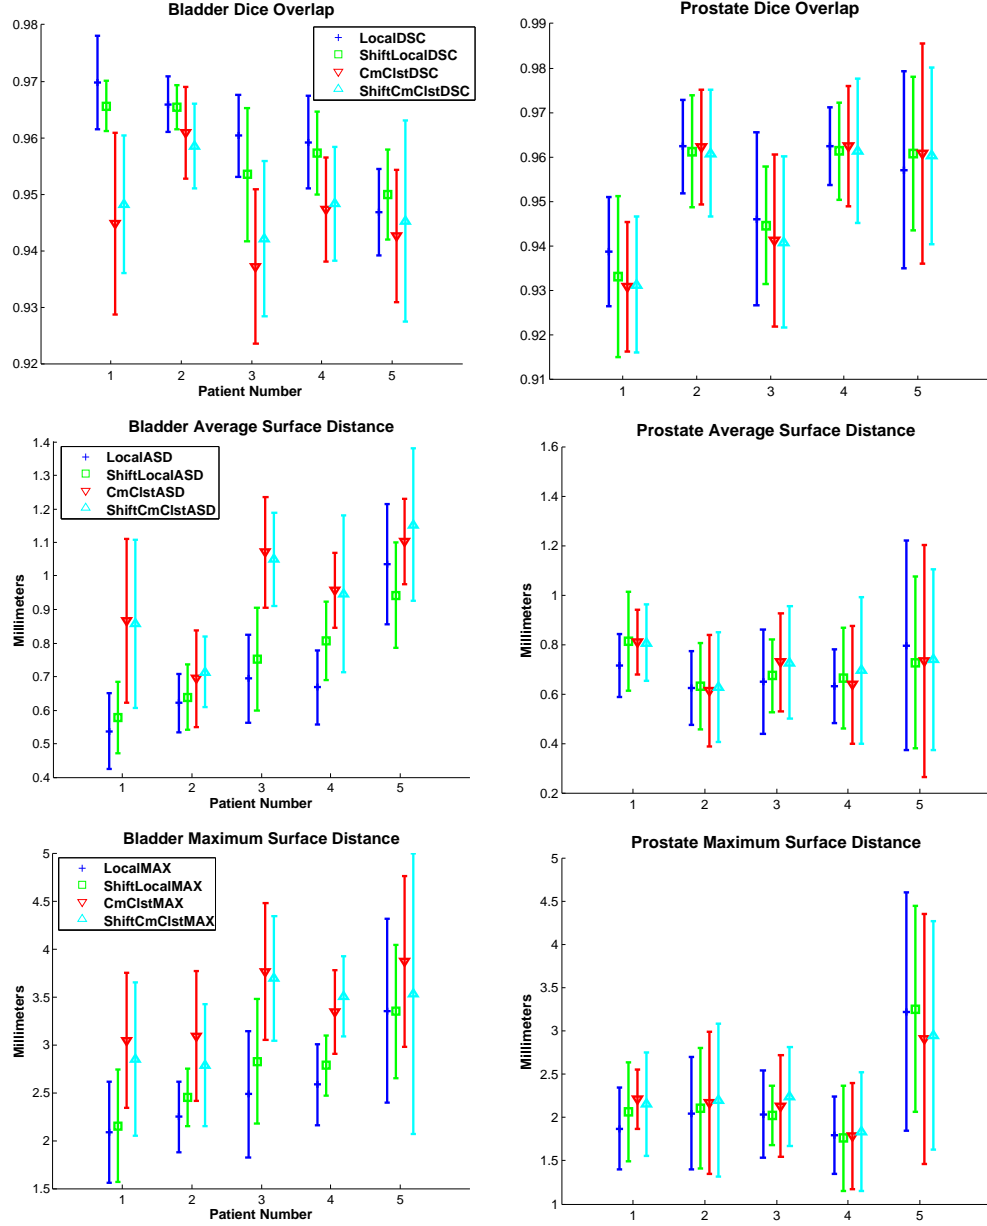 Bladder Dice Overlap
0.98
0.97
0.96
0.95
0.94
0.93
0.92
LocalDSC
ShiftLocalDSC
CmClstDSC
ShiftCmClstDSC
1 2 3 4 5
Patient Number
Prostate Dice Overlap
0.99
0.98
0.97
0.96
0.95
0.94
0.93
0.92
0.91
1 2 3 4 5
Bladder Average Surface Distance
1.4
1.3
1.2
1.1
1
0.9
0.8
0.7
0.6
0.5
0.4
Millimeters
LocalASD
ShiftLocalASD
CmClstASD
ShiftCmClstASD
1 2 3 4 5
Patient Number
Prostate Average Surface Distance
1.6
1.4
1.2
1
0.8
0.6
0.4
0.2
Millimeters
1 2 3 4 5
Bladder Maximum Surface Distance
5
4.5
4
3.5
3
2.5
2
1.5
Millimeters
LocalMAX
ShiftLocalMAX
CmClstMAX
ShiftCmClstMAX
1 2 3 4 5
Patient Number
Prostate Maximum Surface Distance
5
4.5
4
3.5
3
2.5
2
1.5
1
Millimeters
1 2 3 4 5